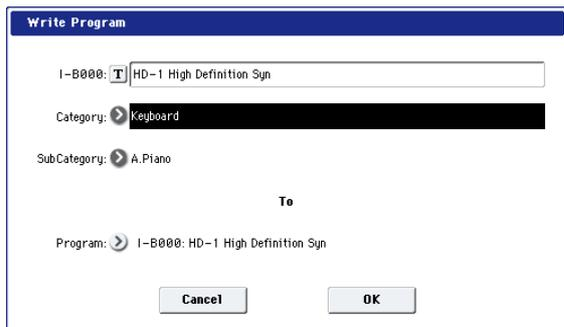 Write Program
I-B000: T HD-1 High Definition Syn
Category: Keyboard
SubCategory: A.Piano
To
Program: I-B000: HD-1 High Definition Syn
Cancel OK